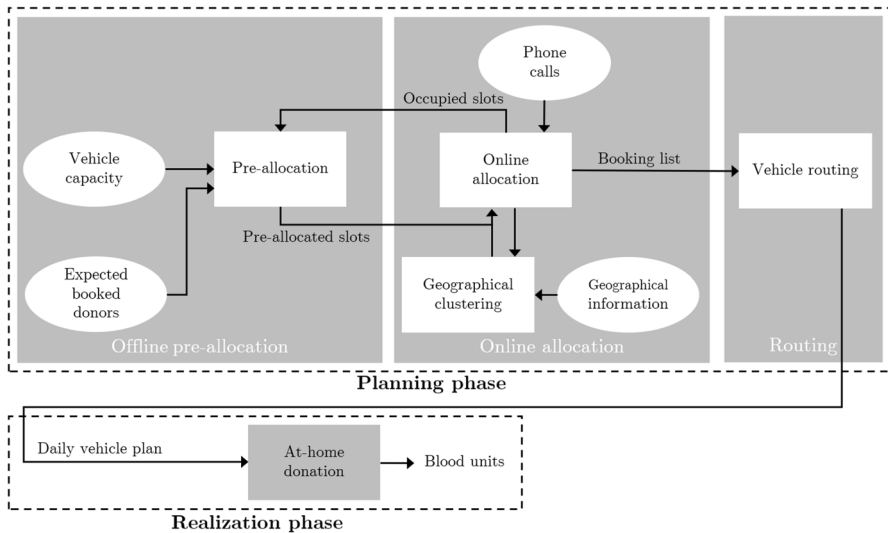 Phone
calls
Occupied slots
Vehicle
capacity
Pre-allocation
Online
allocation
Booking list
Vehicle routing
Pre-allocated slots
Expected
booked
donors
Geographical
clustering
Geographical
information
Offline pre-allocation
Online allocation
Routing
Planning phase
Daily vehicle plan
At-home
donation
Blood units
Realization phase